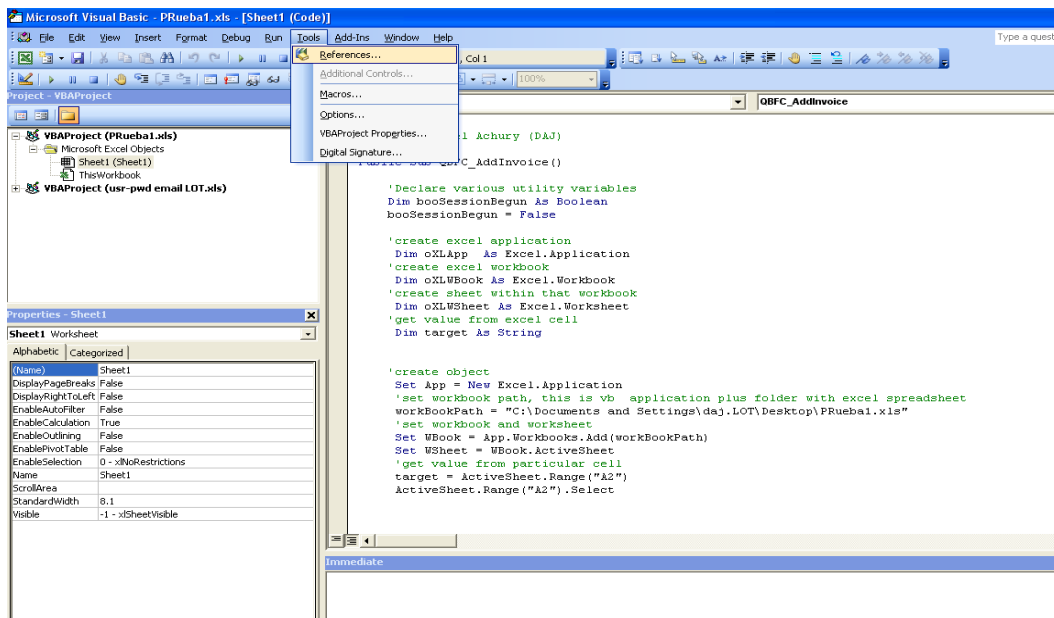 Microsoft Visual Basic - PRueba1.xls - [Sheet1 (Code)]
File Edit View Insert Format Debug Run Tools Add-Ins Window Help
Type a quest
References...
Additional Controls...
Macros...
Options...
VBAProject Properties...
Digital Signature...
, Col 1
100%
Project - VBAProject
VBAProject (PRueba1.xls)
Microsoft Excel Objects
Sheet1 (Sheet1)
ThisWorkbook
VBAProject (usr-pwd email LOT.xls)
Properties - Sheet1
Sheet1 Worksheet
Alphabetic Categorized
(Name) Sheet1
DisplayPageBreaks False
DisplayRightToLeft False
EnableAutoFilter False
EnableCalculation True
EnableOutlining False
EnablePivotTable False
EnableSelection 0 - xlNoRestrictions
Name Sheet1
ScrollArea
StandardWidth 8.1
Visible -1 - xlSheetVisible
QBFC_AddInvoice
l Achury (DAJ)
C_AddInvoice()
'Declare various utility variables
Dim booSessionBegun As Boolean
booSessionBegun = False
'create excel application
Dim oXLApp As Excel.Application
'create excel workbook
Dim oXLWBook As Excel.Workbook
'create sheet within that workbook
Dim oXLWSheet As Excel.Worksheet
'get value from excel cell
Dim target As String
'create object
Set App = New Excel.Application
'set workbook path, this is vb application plus folder with excel spreadsheet
workBookPath = "C:\Documents and Settings\daj.LOT\Desktop\PRueba1.xls"
'set workbook and worksheet
Set WBook = App.Workbooks.Add(workBookPath)
Set WSheet = WBook.ActiveSheet
'get value from particular cell
target = ActiveSheet.Range("A2")
ActiveSheet.Range("A2").Select
Immediate